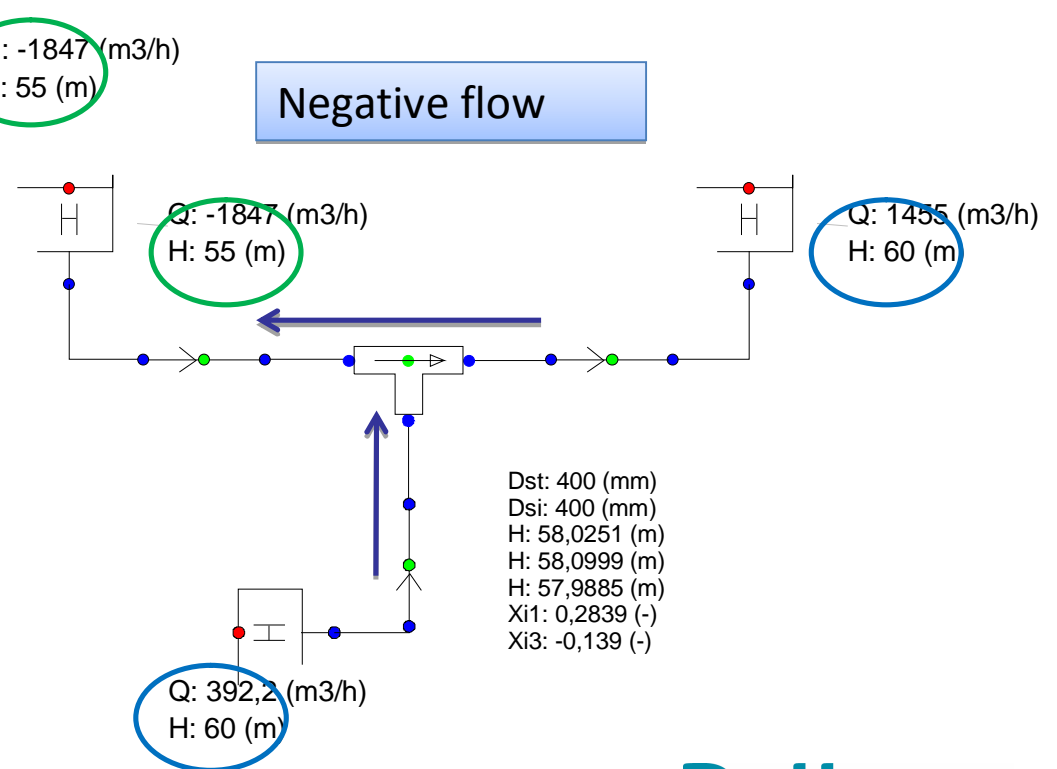 : -1847 (m3/h)
: 55 (m)
Negative flow
H
Q: -1847 (m3/h)
H: 55 (m)
H
Q: 1455 (m3/h)
H: 60 (m
Dst: 400 (mm)
Dsi: 400 (mm)
H: 58,0251 (m)
H: 58,0999 (m)
H: 57,9885 (m)
Xi1: 0,2839 (-)
Xi3: -0,139 (-)
H
Q: 392,2 (m3/h)
H: 60 (m)